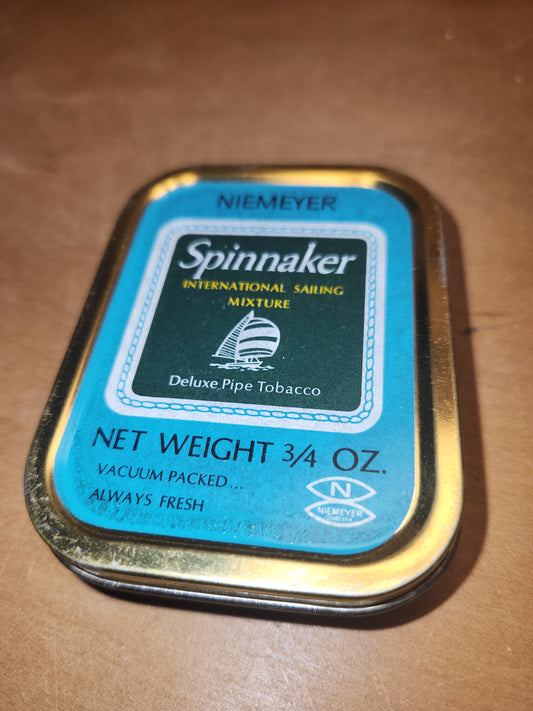 NIEMEYER
Spinnaker
INTERNATIONAL SAILING
MIXTURE
Deluxe Pipe Tobacco
NET WEIGHT 3/4 OZ.
VACUUM PACKED...
ALWAYS FRESH
N
NIEMEYER